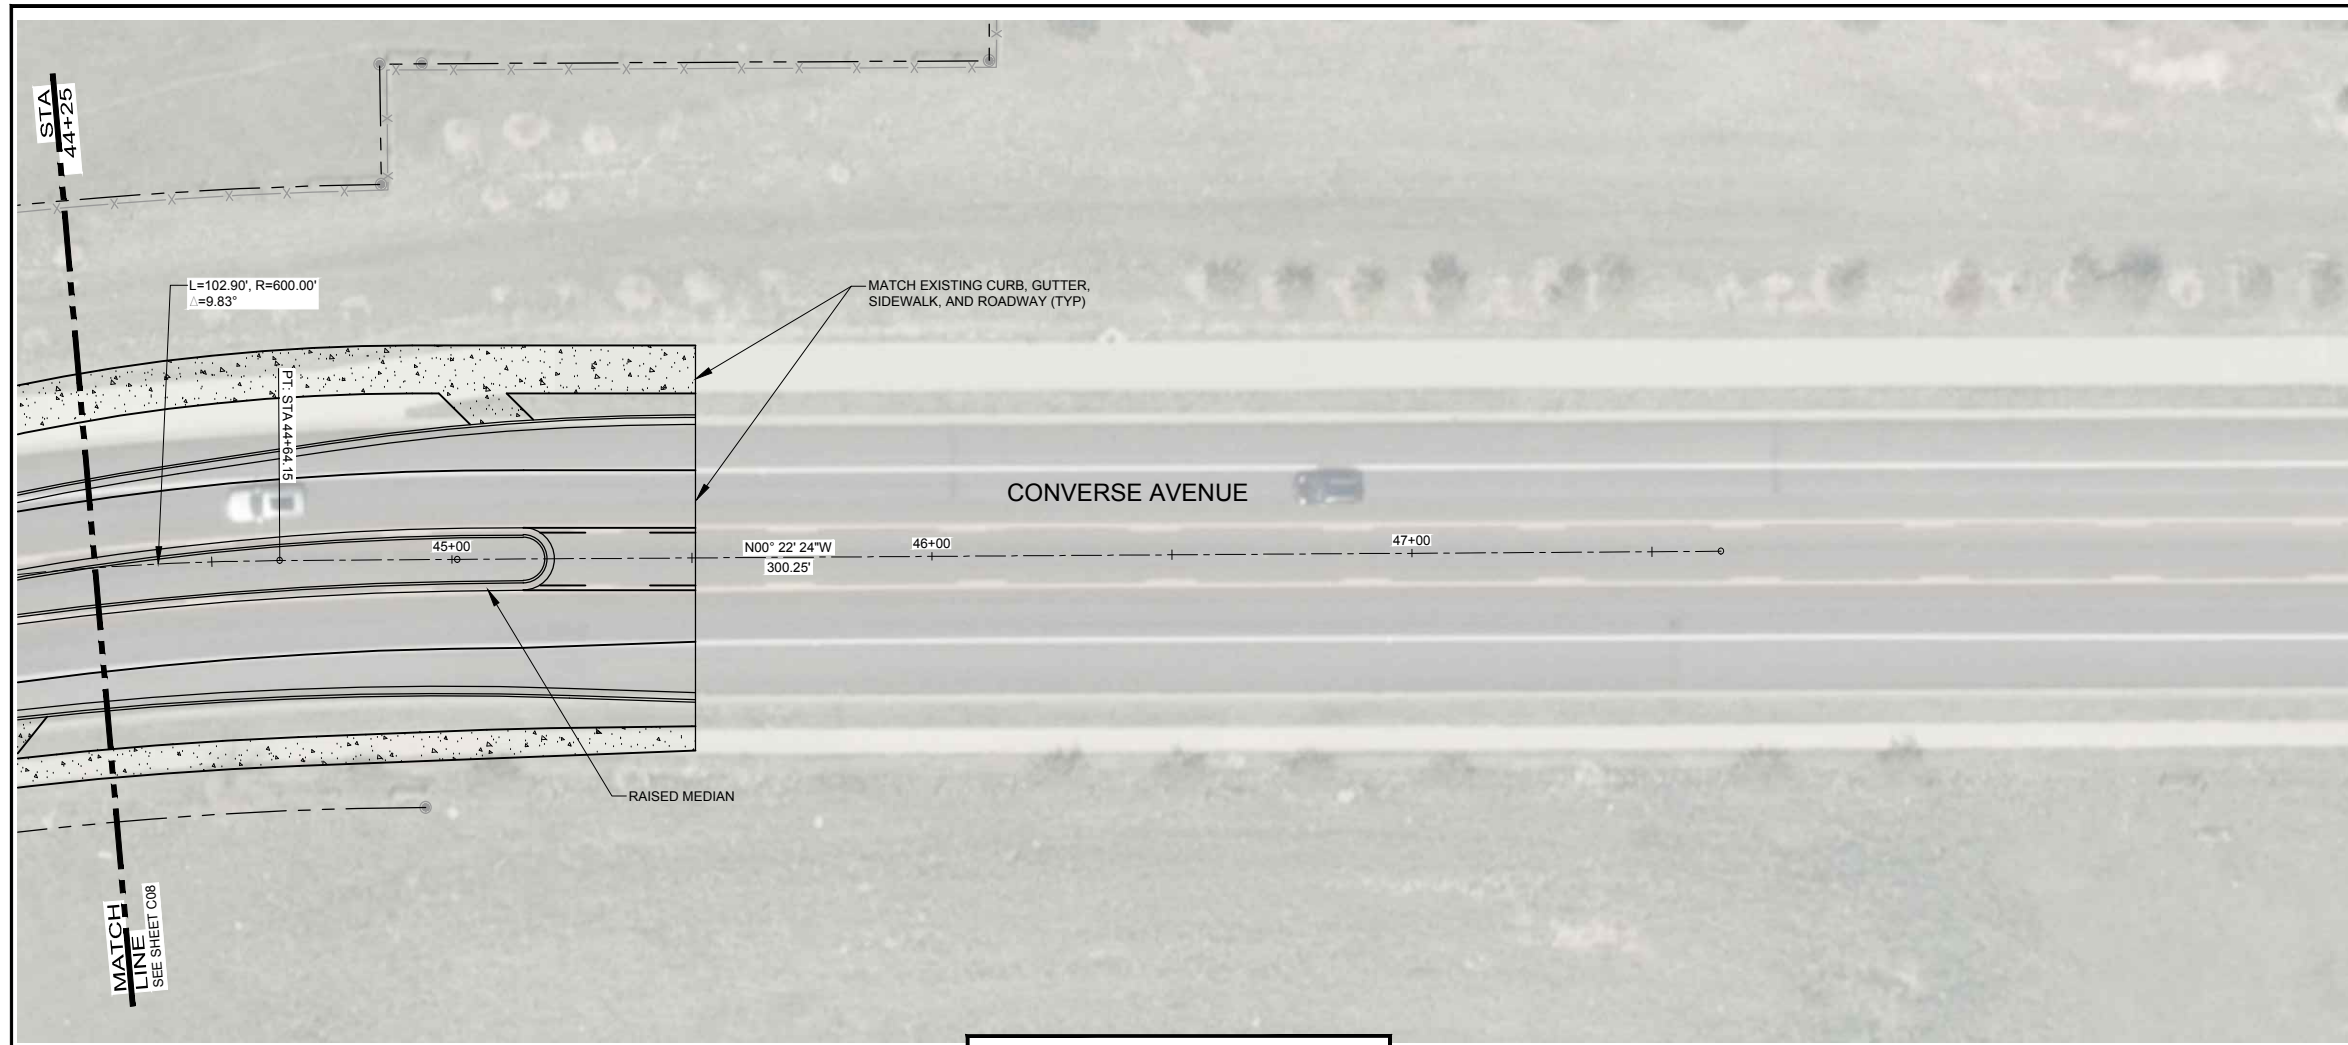 STA
44+25
L=102.90', R=600.00'
△=9.83°
MATCH EXISTING CURB, GUTTER,
SIDEWALK, AND ROADWAY (TYP)
PT: STA 44+64.15
CONVERSE AVENUE
45+00
N00° 22' 24"W
300.25'
46+00
47+00
RAISED MEDIAN
MATCH
LINE
SEE SHEET C08